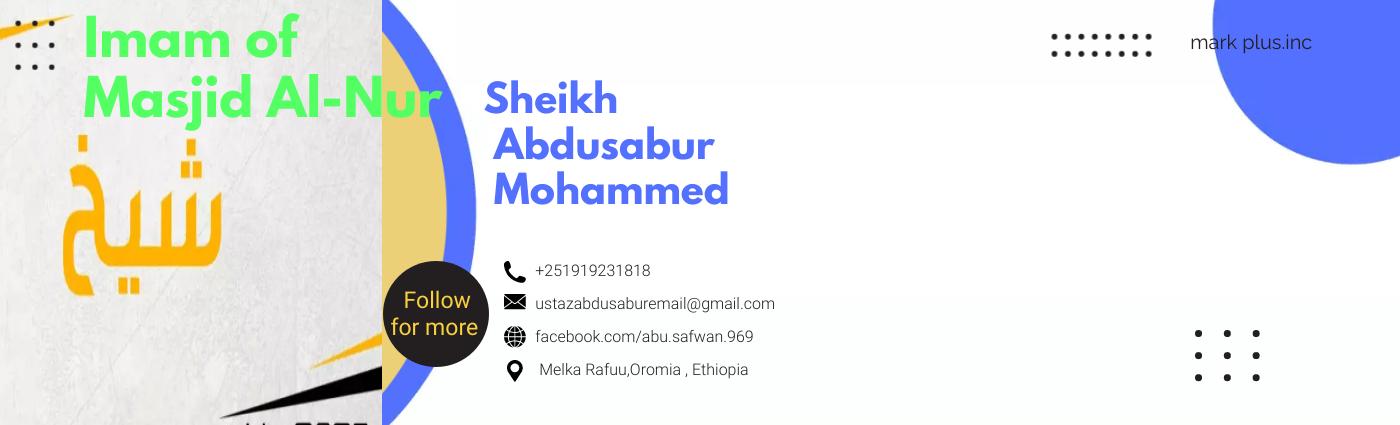 Imam of
Masjid Al-Nur
شيخ
mark plus.inc
Sheikh
Abdusabur
Mohammed
Follow
for more
+251919231818
ustazabdusaburemail@gmail.com
facebook.com/abu.safwan.969
Melka Rafuu,Oromia , Ethiopia